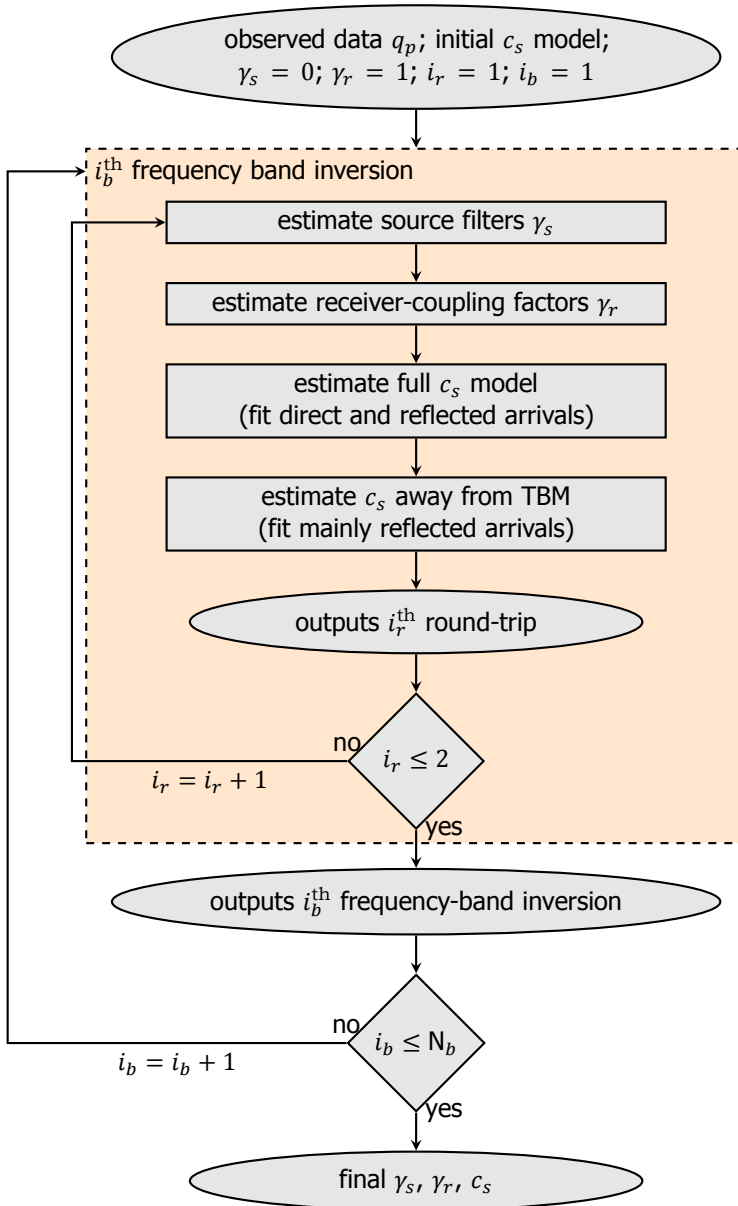 observed data q_p; initial c_s model;
γ_s = 0; γ_r = 1; i_r = 1; i_b = 1
i_b^th frequency band inversion
estimate source filters γ_s
estimate receiver-coupling factors γ_r
estimate full c_s model
(fit direct and reflected arrivals)
estimate c_s away from TBM
(fit mainly reflected arrivals)
outputs i_r^th round-trip
no
i_r ≤ 2
i_r = i_r + 1
yes
outputs i_b^th frequency-band inversion
no
i_b ≤ N_b
i_b = i_b + 1
yes
final γ_s, γ_r, c_s